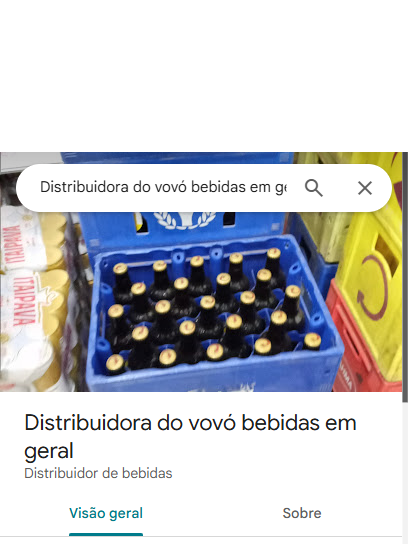 Distribuidora do vovó bebidas em ge
ITAIPAVA
ITAIPAVA
Distribuidora do vovó bebidas em
geral
Distribuidor de bebidas
Visão geral
Sobre